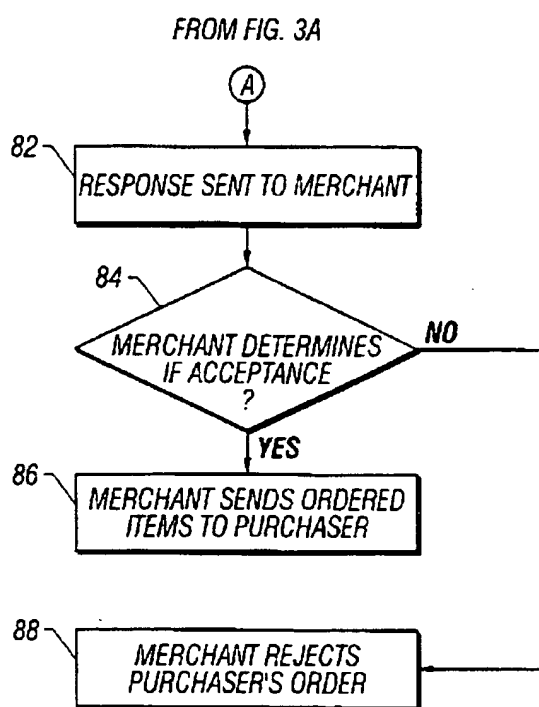 FROM FIG. 3A
A
82
RESPONSE SENT TO MERCHANT
84
MERCHANT DETERMINES
IF ACCEPTANCE
?
NO
YES
86
MERCHANT SENDS ORDERED
ITEMS TO PURCHASER
88
MERCHANT REJECTS
PURCHASER'S ORDER